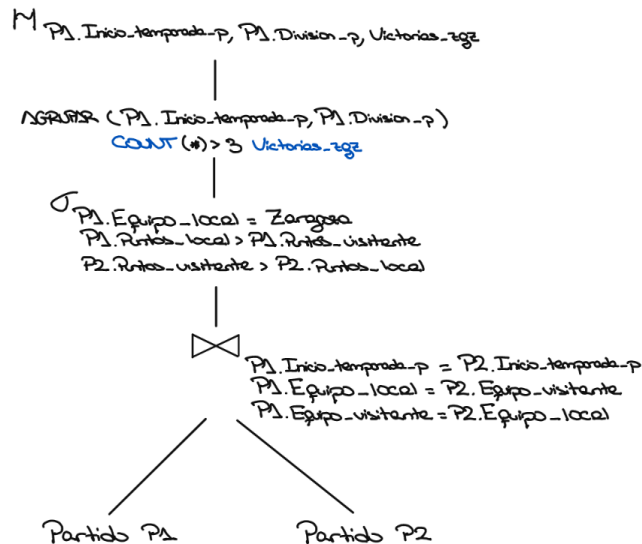 Π P1.Inicio_temporada_p, P1.Division_p, Victorias_zgz
AGRUPAR (P1.Inicio_temporada_p, P1.Division_p)
COUNT (*) > 3 Victorias_zgz
σ P1.Equipo_local = Zaragoza
P1.Puntos_local > P1.Puntos_visitante
P2.Puntos_visitante > P2.Puntos_local
⋈ P1.Inicio_temporada_p = P2.Inicio_temporada_p
P1.Equipo_local = P2.Equipo_visitante
P1.Equipo_visitante = P2.Equipo_local
Partido P1 Partido P2